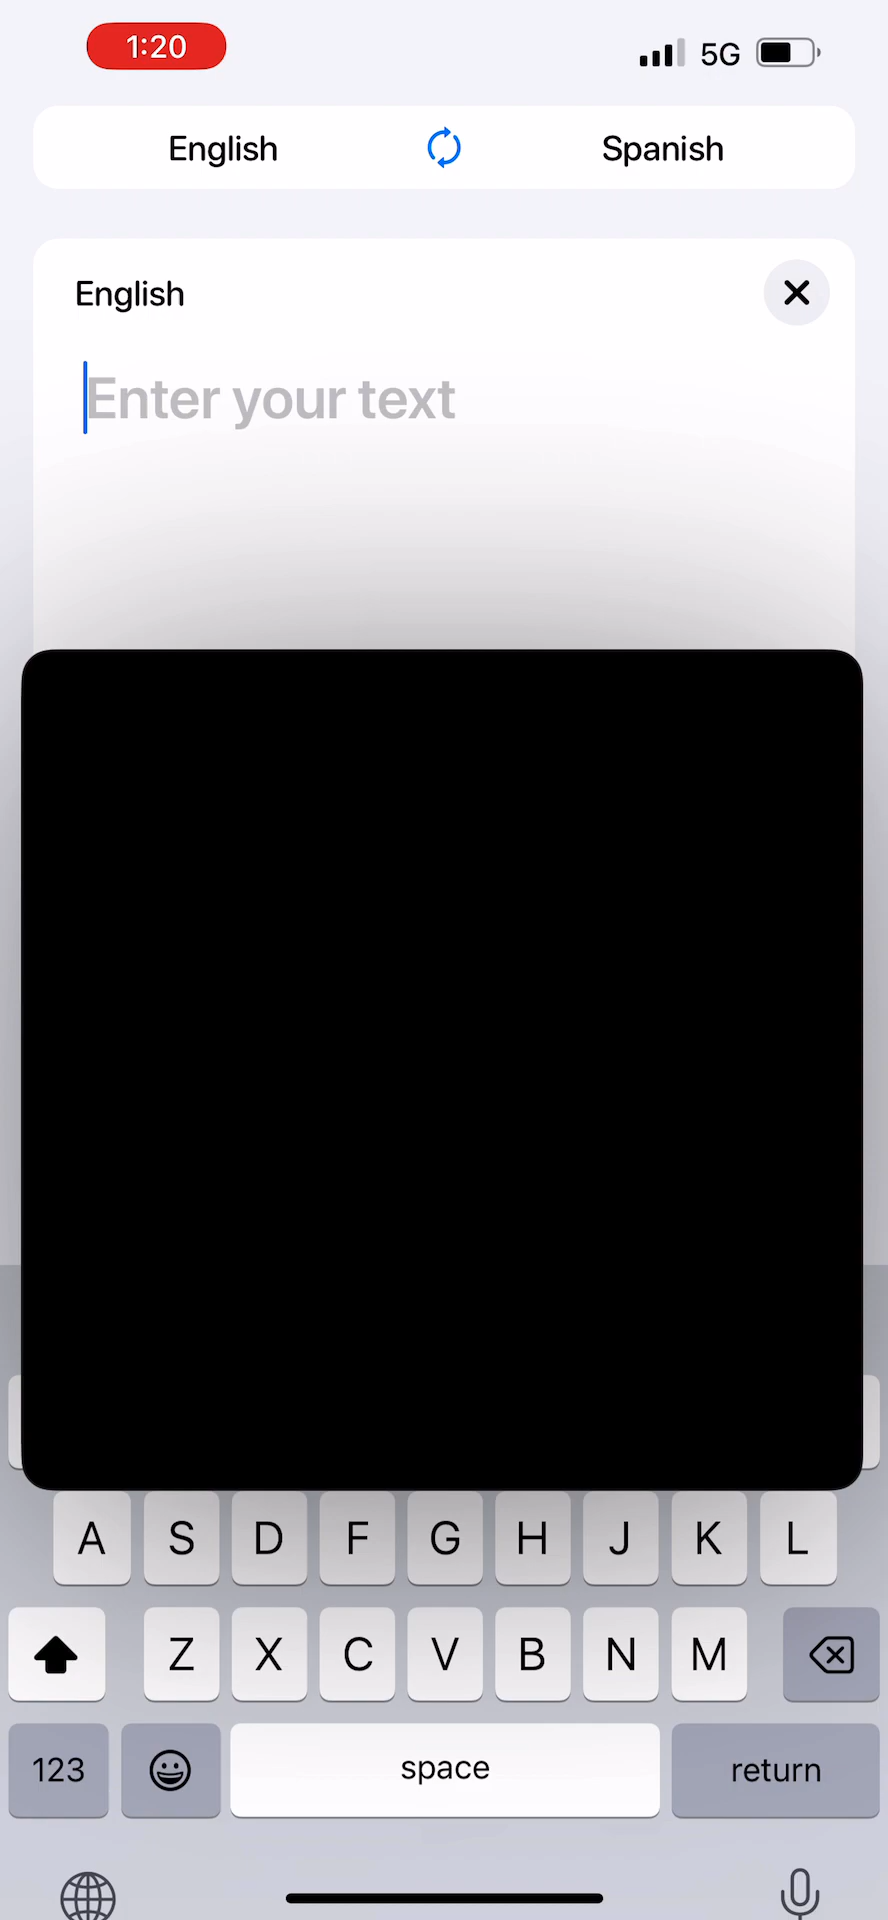 1:20 5G
English Spanish
English
Enter your text
A S D F G H J K L
Z X C V B N M
123 space return